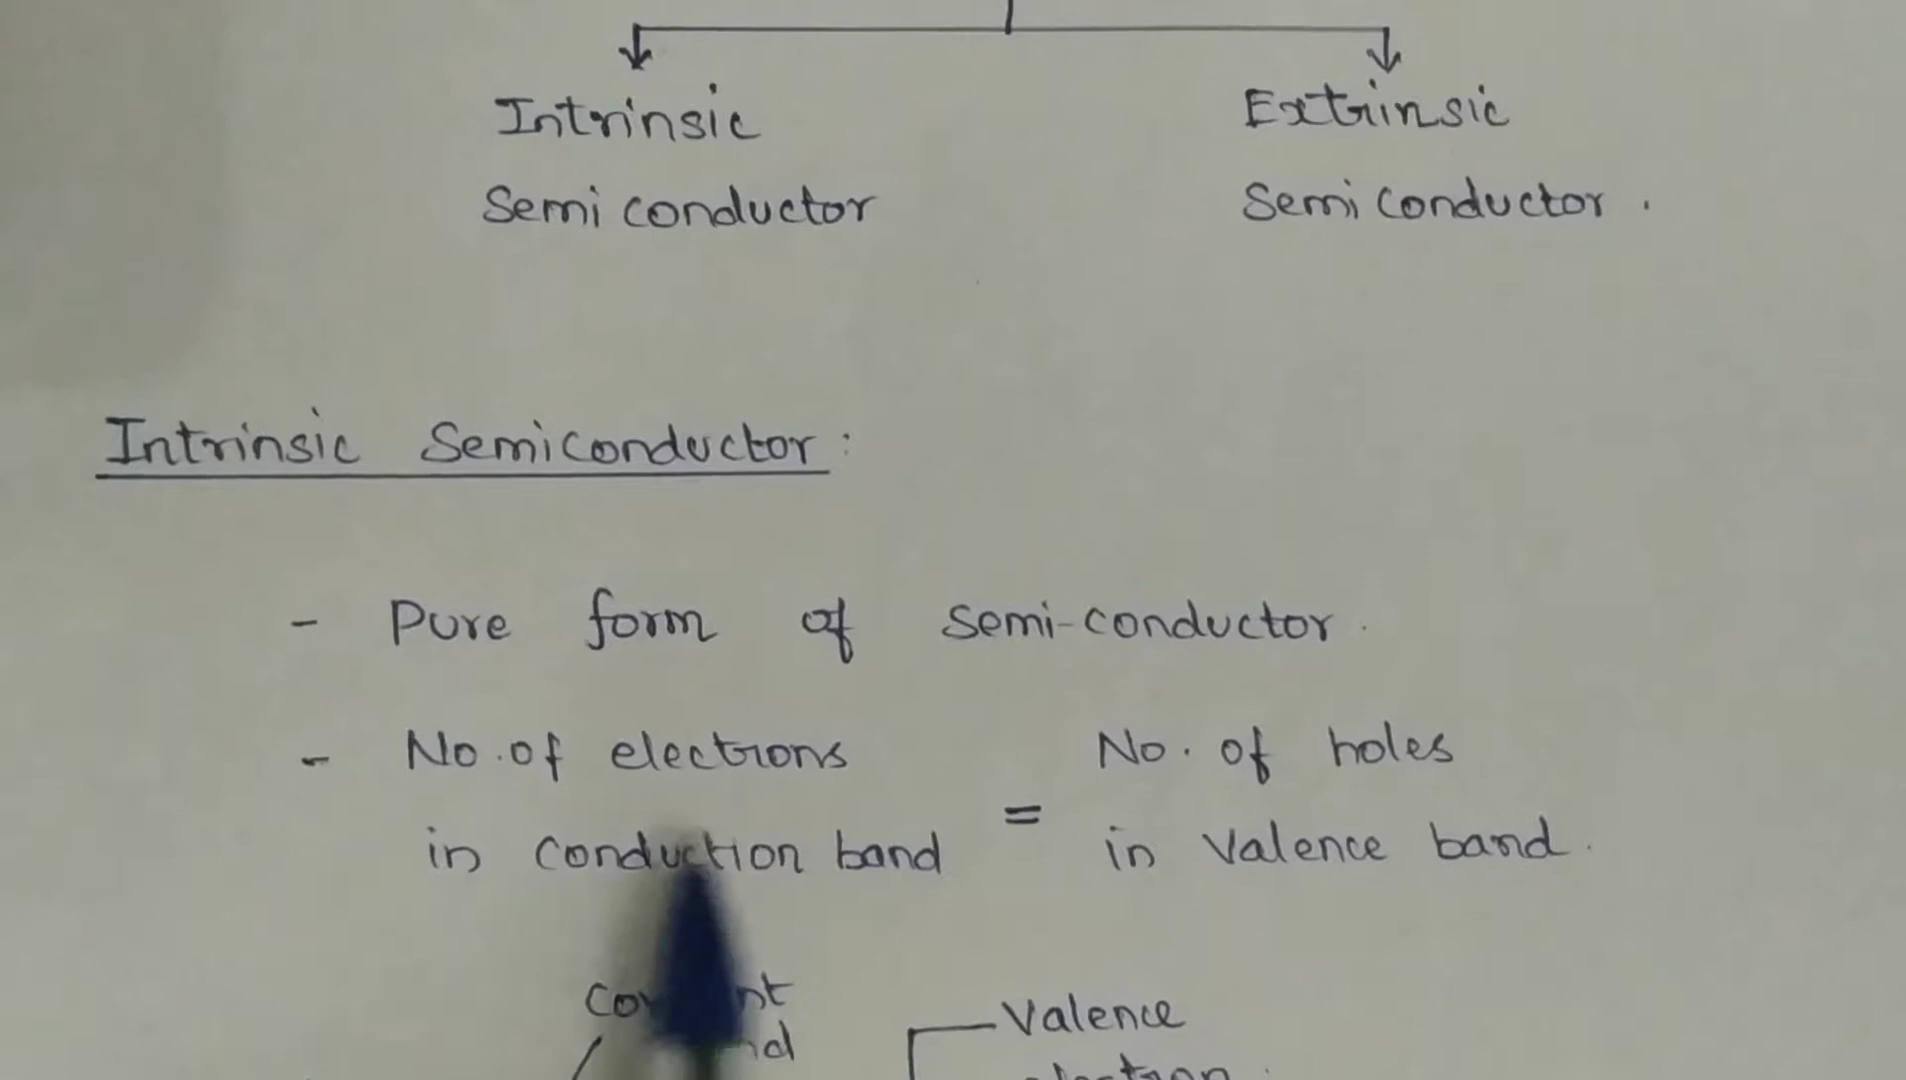 Intrinsic
Semi conductor
Extrinsic
Semi conductor.
Intrinsic Semiconductor:
- Pure form of semi-conductor.
- No. of electrons
in conduction band
=
No. of holes
in valence band.
Valence